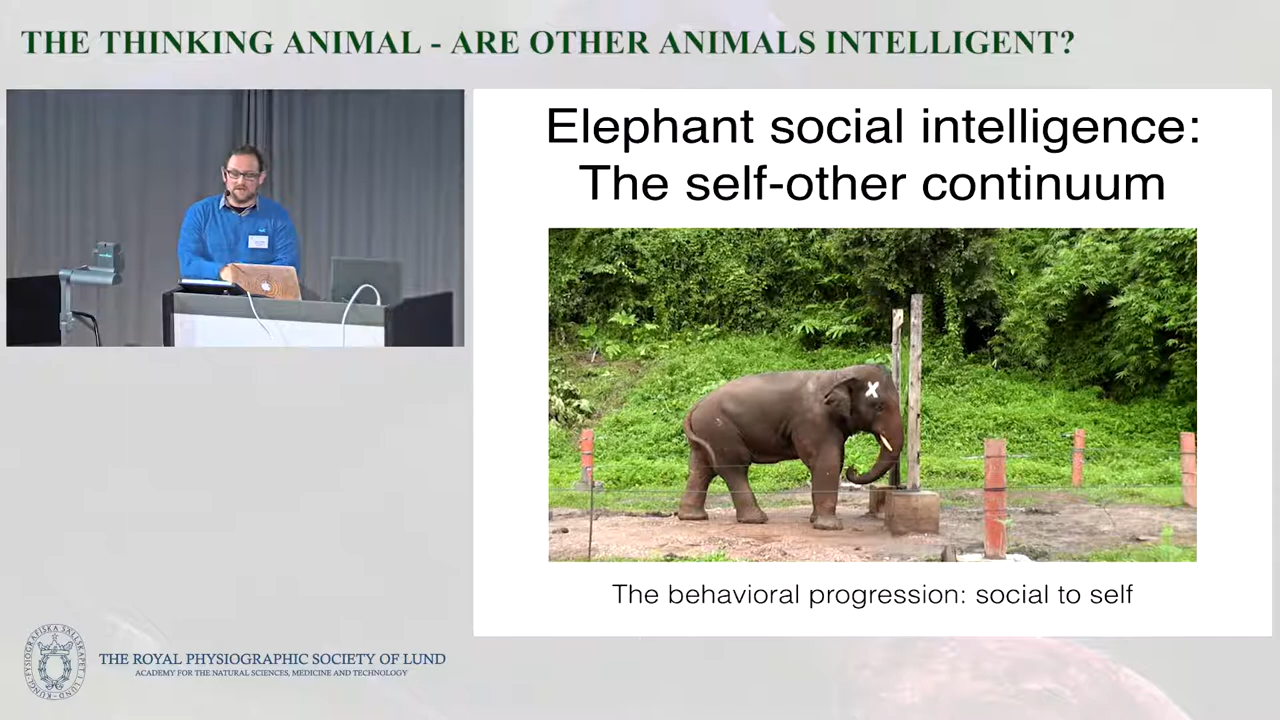 THE THINKING ANIMAL - ARE OTHER ANIMALS INTELLIGENT?
Elephant social intelligence:
The self-other continuum
X
The behavioral progression: social to self
THE ROYAL PHYSIOGRAPHIC SOCIETY OF LUND
ACADEMY FOR THE NATURAL SCIENCES, MEDICINE AND TECHNOLOGY